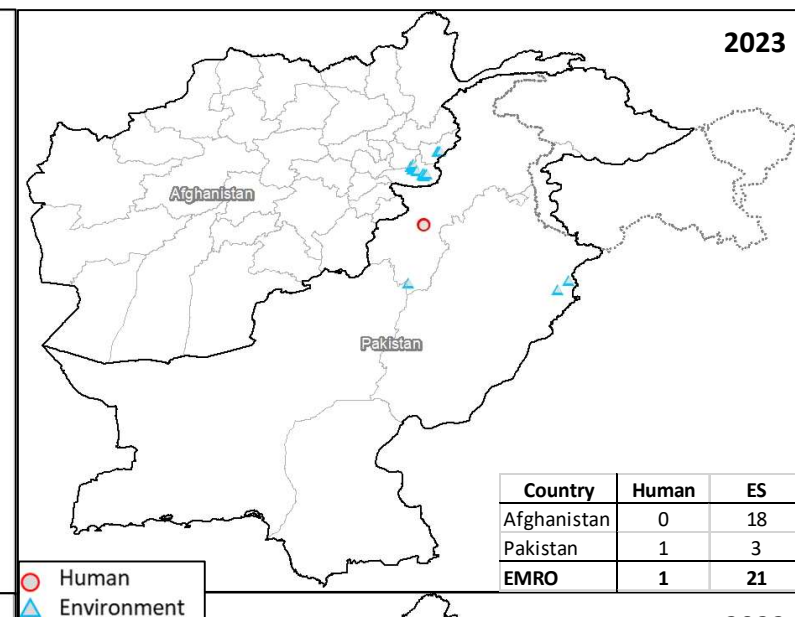 2023
Afghanistan
Pakistan
Country Human ES
Afghanistan 0 18
Pakistan 1 3
EMRO 1 21
Human
Environment